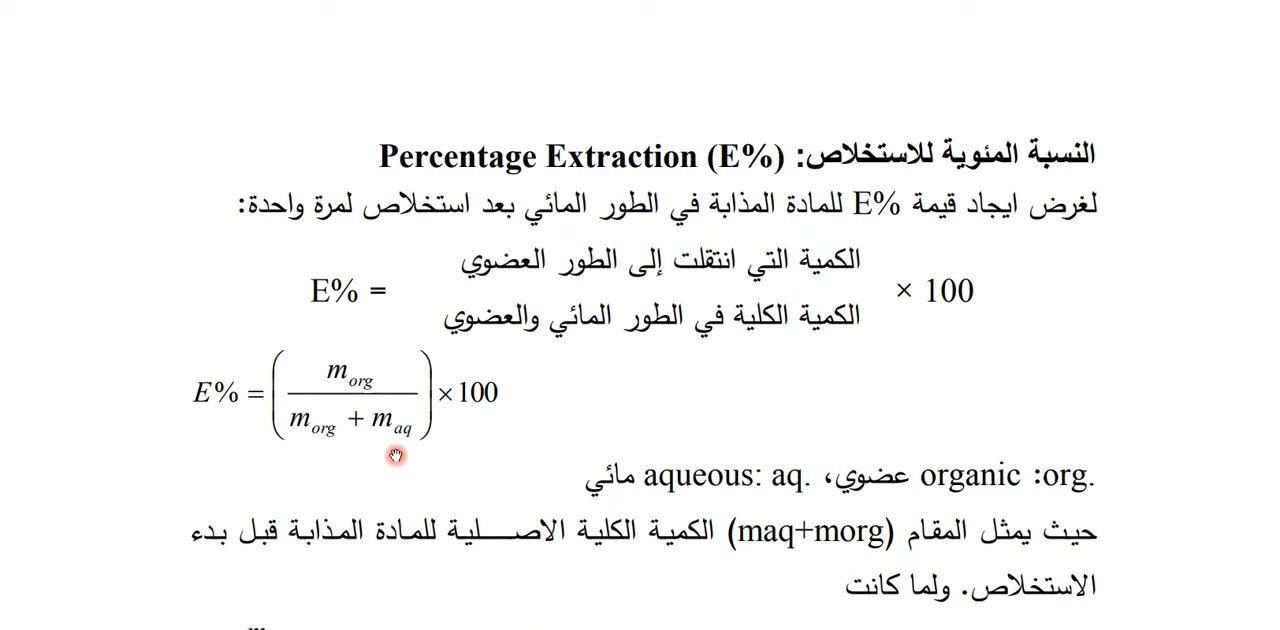 النسبة المئوية للاستخلاص: Percentage Extraction (E%)
لغرض ايجاد قيمة E% للمادة المذابة في الطور المائي بعد استخلاص لمرة واحدة:
الكمية التي انتقلت إلى الطور العضوي
E% = × 100
الكمية الكلية في الطور المائي والعضوي
E% = (m_org / (m_org + m_aq)) × 100
org.: organic عضوي، aqueous: aq. مائي
حيث يمثل المقام (maq+morg) الكمية الكلية الاصلية للمادة المذابة قبل بدء
الاستخلاص. ولما كانت